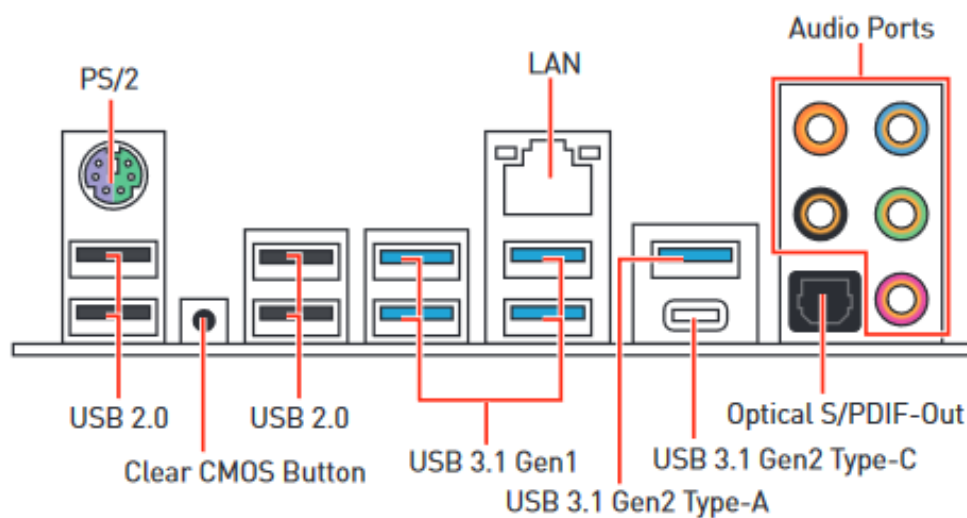 Audio Ports
PS/2
LAN
USB 2.0
USB 2.0
Optical S/PDIF-Out
Clear CMOS Button
USB 3.1 Gen1
USB 3.1 Gen2 Type-C
USB 3.1 Gen2 Type-A